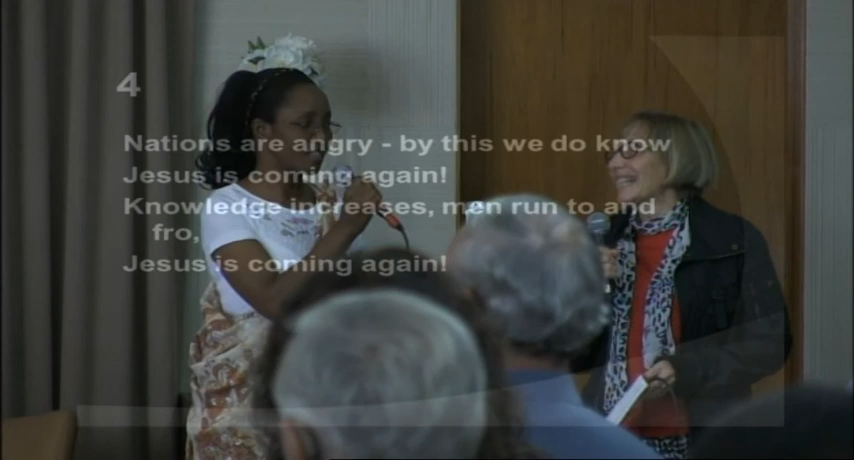 4
Nations are angry - by this we do know
Jesus is coming again!
Knowledge increases, men run to and
fro,
Jesus is coming again!